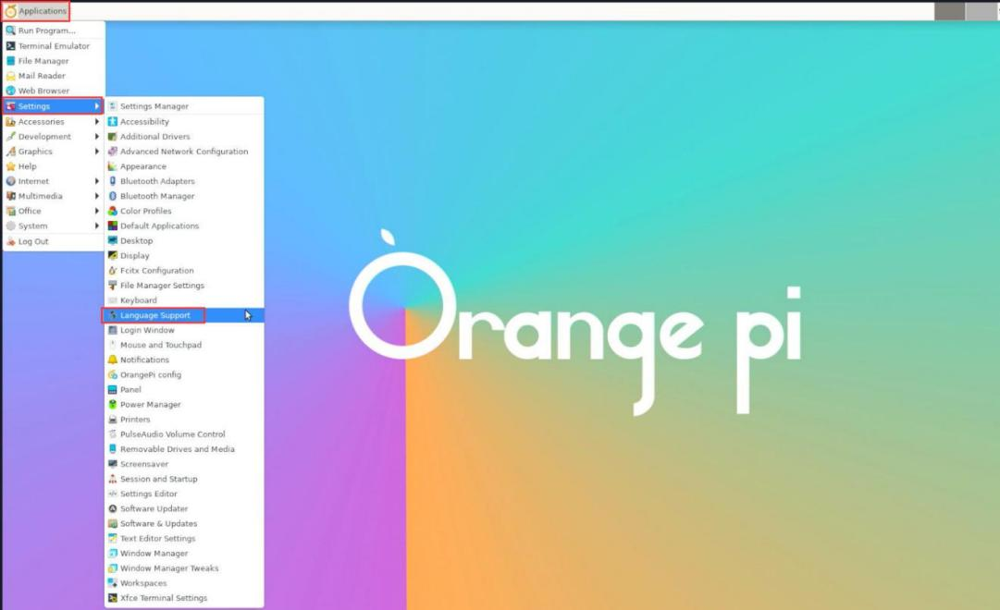 Applications
Run Program...
Terminal Emulator
File Manager
Mail Reader
Web Browser
Settings
Accessories
Development
Graphics
Help
Internet
Multimedia
Office
System
Log Out
Settings Manager
Accessibility
Additional Drivers
Advanced Network Configuration
Appearance
Bluetooth Adapters
Bluetooth Manager
Color Profiles
Default Applications
Desktop
Display
Fcitx Configuration
File Manager Settings
Keyboard
Language Support
Login Window
Mouse and Touchpad
Notifications
OrangePi config
Panel
Power Manager
Printers
PulseAudio Volume Control
Removable Drives and Media
Screensaver
Session and Startup
Settings Editor
Software Updater
Software & Updates
Text Editor Settings
Window Manager
Window Manager Tweaks
Workspaces
Xfce Terminal Settings
Orange pi